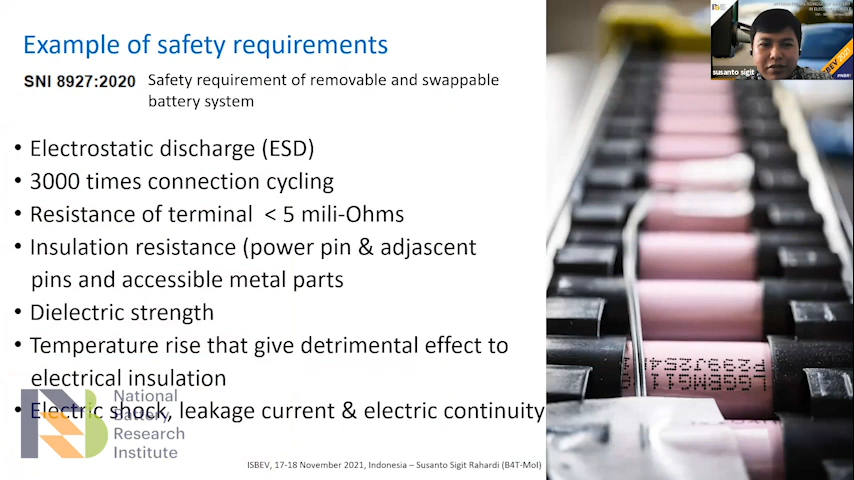 Example of safety requirements
SNI 8927:2020 Safety requirement of removable and swappable
battery system
• Electrostatic discharge (ESD)
• 3000 times connection cycling
• Resistance of terminal < 5 mili-Ohms
• Insulation resistance (power pin & adjascent
pins and accessible metal parts
• Dielectric strength
• Temperature rise that give detrimental effect to
electrical insulation
• Electric shock, leakage current & electric continuity
National
Battery
Research
Institute
ISBEV, 17-18 November 2021, Indonesia – Susanto Sigit Rahardi (B4T-MoI)
susanto sigit